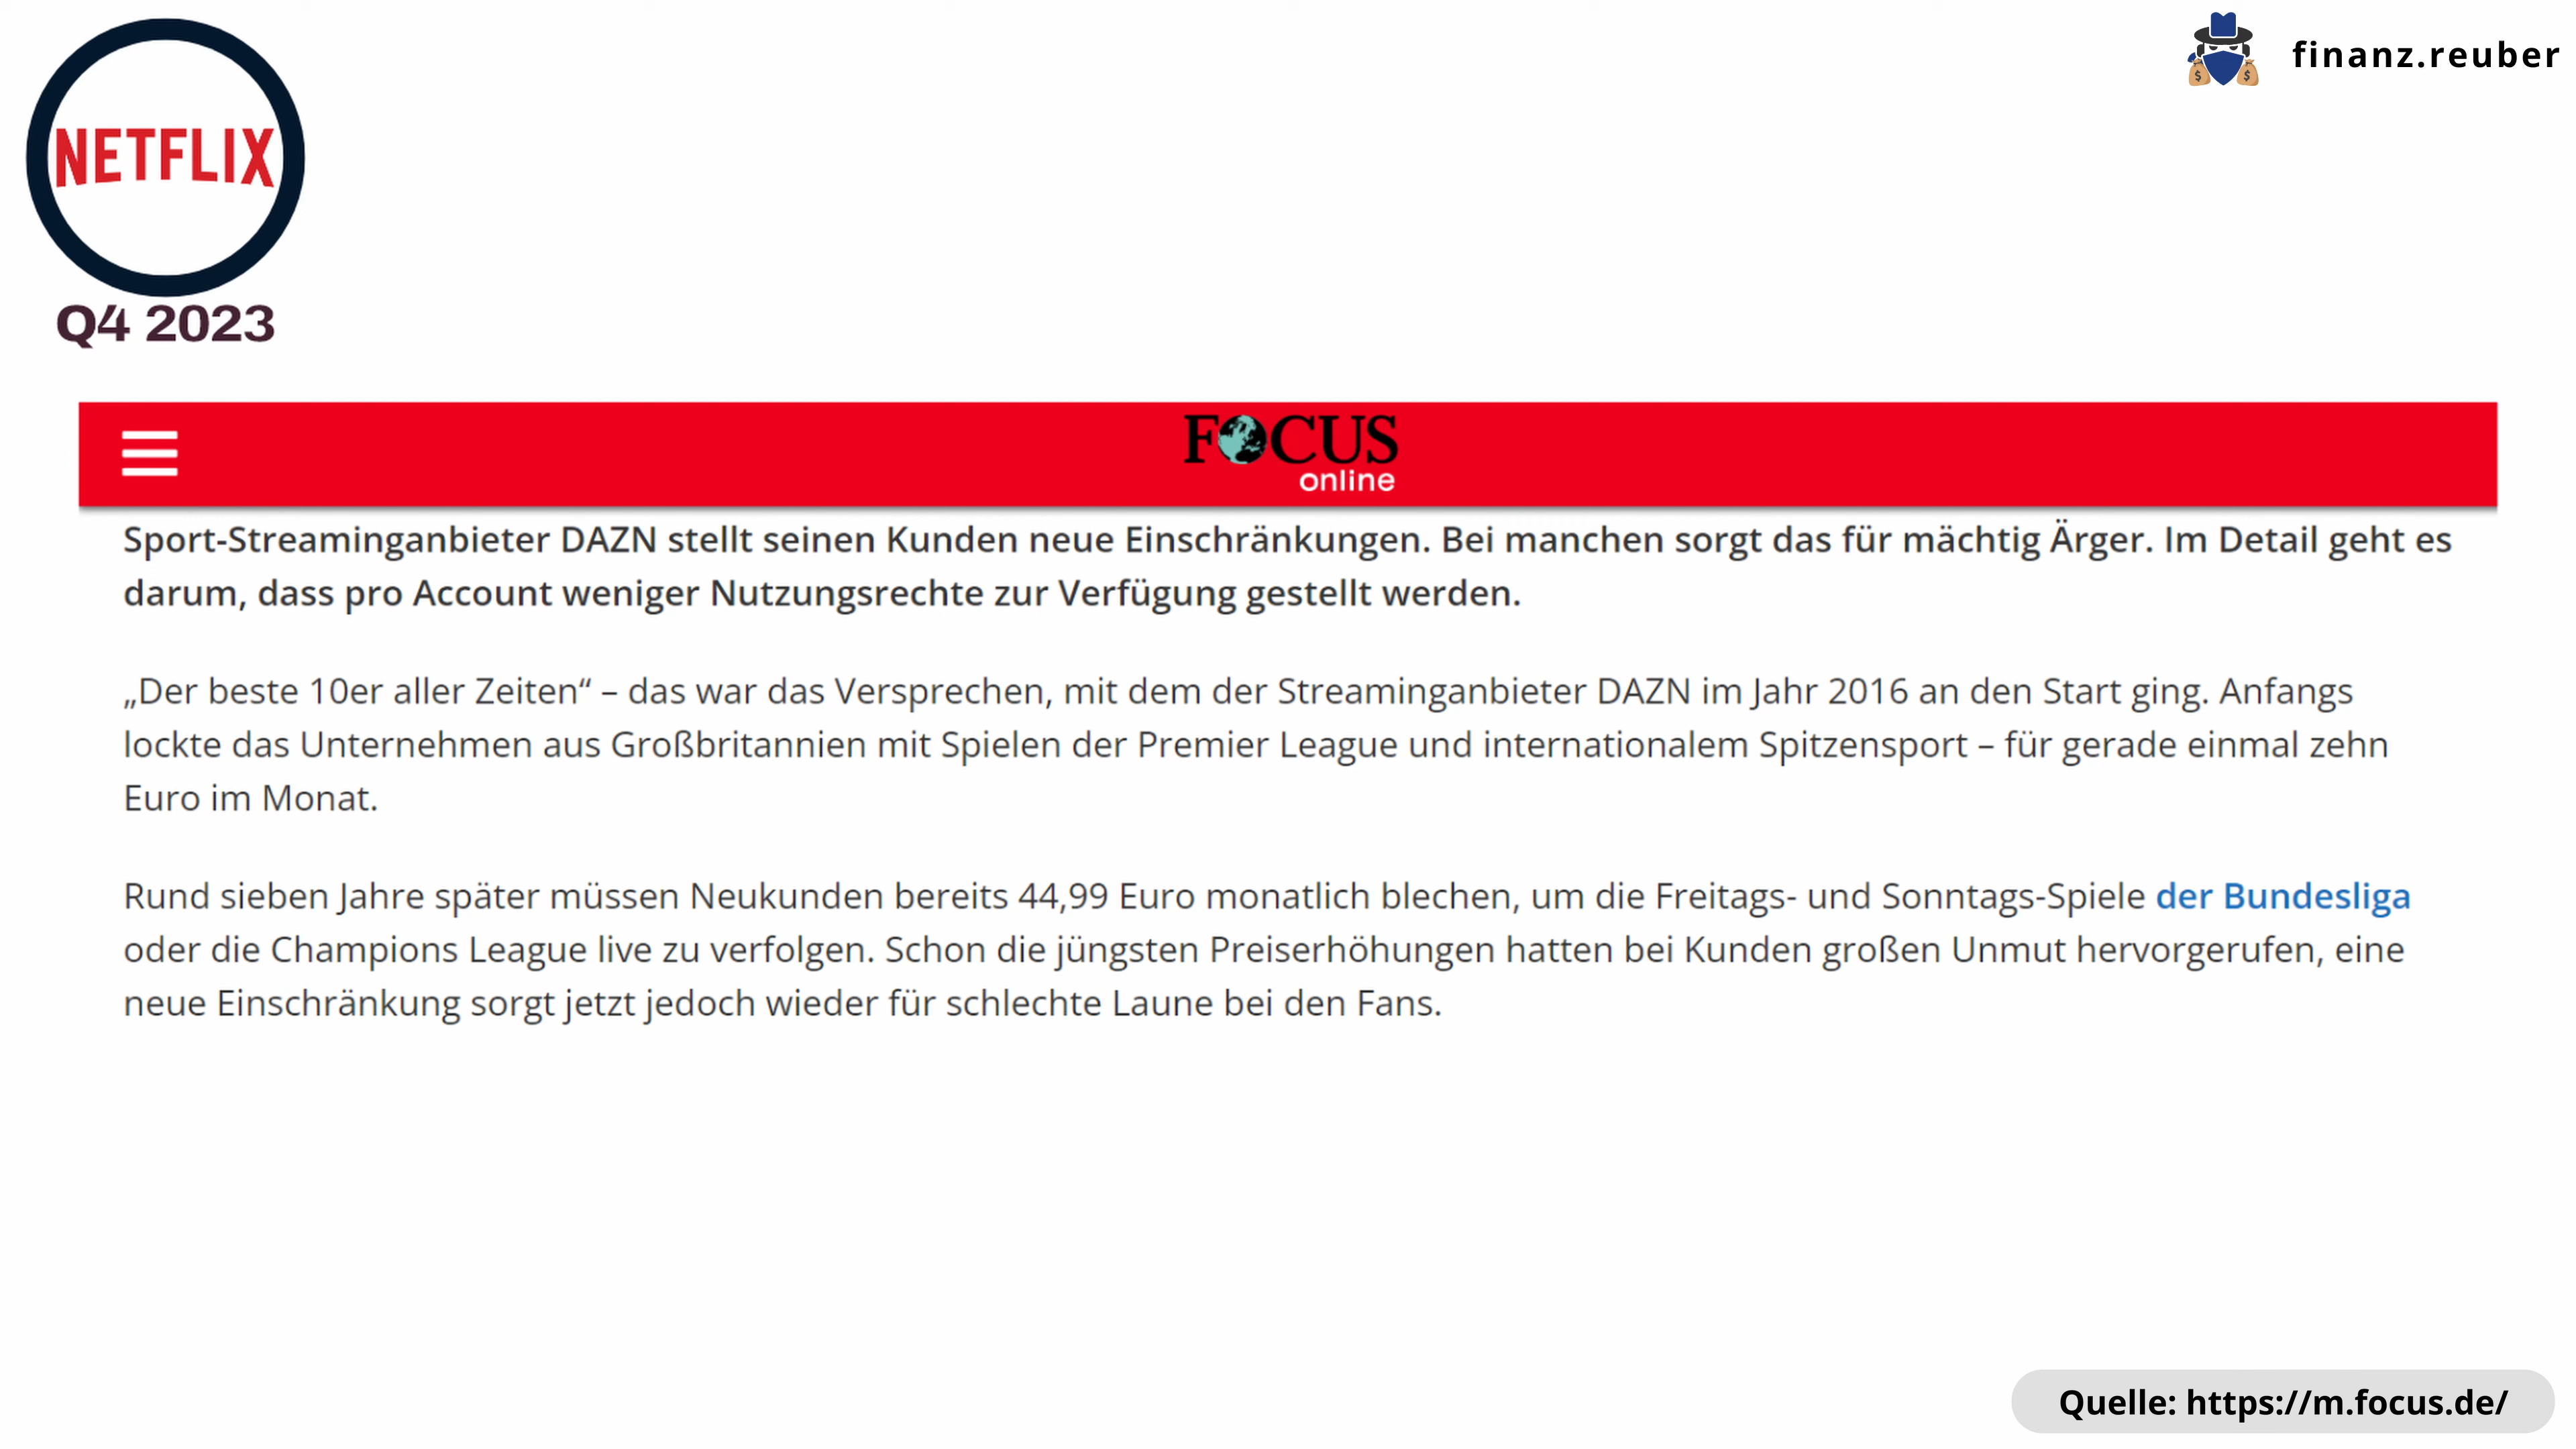 NETFLIX
Q4 2023
finanz.reuber
FOCUS
online
Sport-Streaminganbieter DAZN stellt seinen Kunden neue Einschränkungen. Bei manchen sorgt das für mächtig Ärger. Im Detail geht es
darum, dass pro Account weniger Nutzungsrechte zur Verfügung gestellt werden.
„Der beste 10er aller Zeiten“ – das war das Versprechen, mit dem der Streaminganbieter DAZN im Jahr 2016 an den Start ging. Anfangs
lockte das Unternehmen aus Großbritannien mit Spielen der Premier League und internationalem Spitzensport – für gerade einmal zehn
Euro im Monat.
Rund sieben Jahre später müssen Neukunden bereits 44,99 Euro monatlich blechen, um die Freitags- und Sonntags-Spiele der Bundesliga
oder die Champions League live zu verfolgen. Schon die jüngsten Preiserhöhungen hatten bei Kunden großen Unmut hervorgerufen, eine
neue Einschränkung sorgt jetzt jedoch wieder für schlechte Laune bei den Fans.
Quelle: https://m.focus.de/